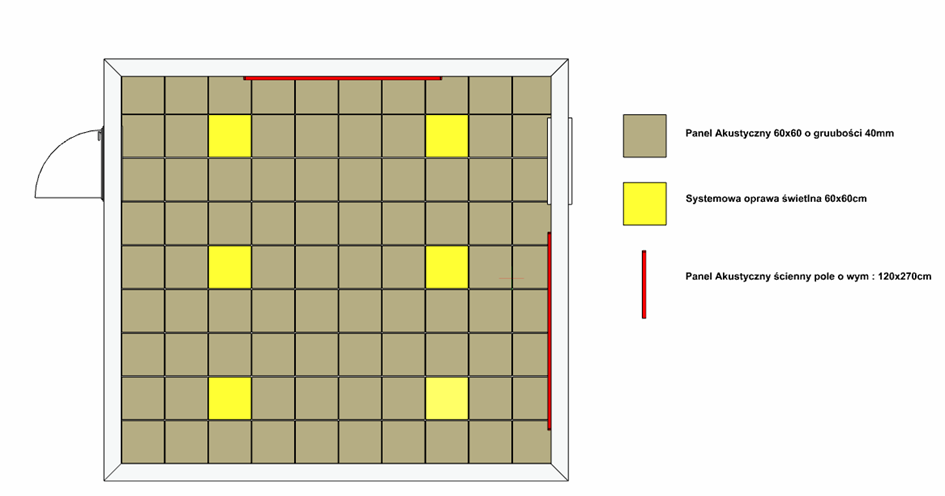 Panel Akustyczny 60x60 o gruubości 40mm
Systemowa oprawa świetlna 60x60cm
Panel Akustyczny ścienny pole o wym : 120x270cm